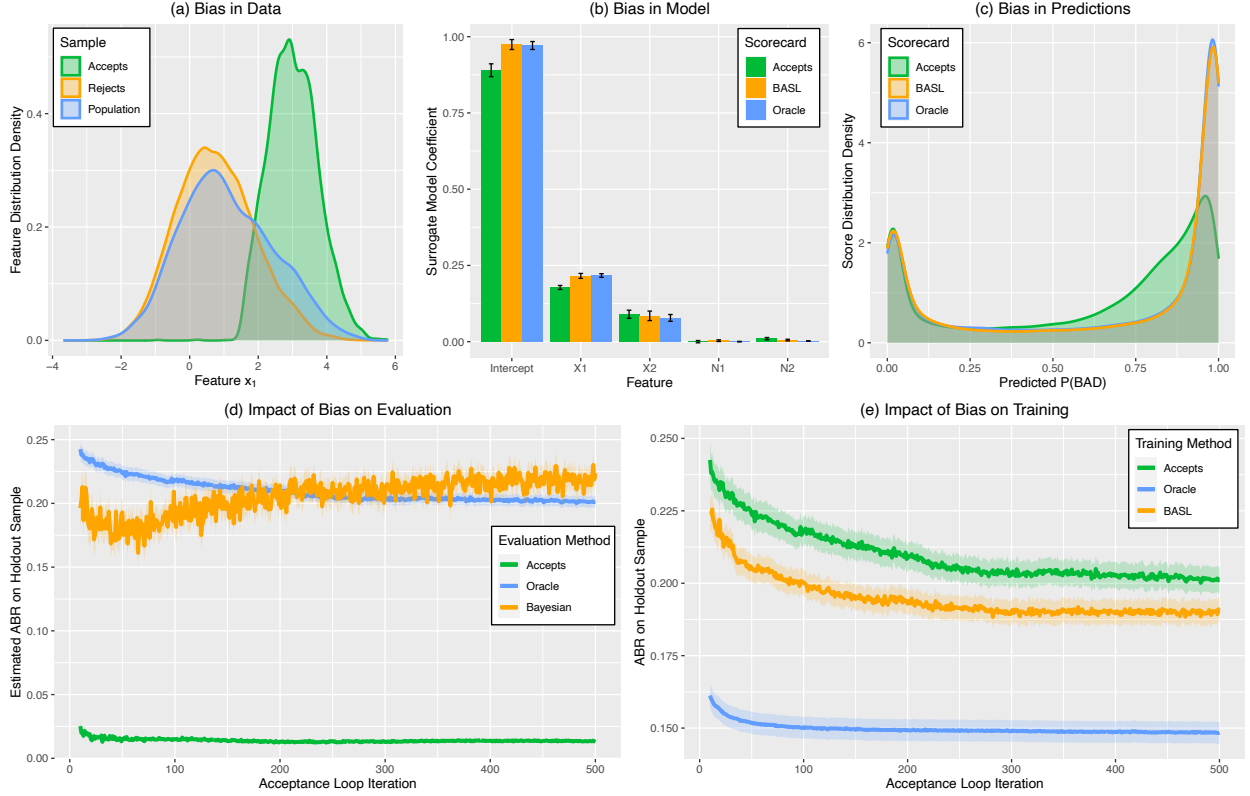 (a) Bias in Data
Feature Distribution Density
0.4
0.2
0.0
Sample
Accepts
Rejects
Population
−4
−2
0
2
4
6
Feature x1
(b) Bias in Model
Surrogate Model Coefficient
1.00
0.75
0.50
0.25
0.00
Scorecard
Accepts
BASL
Oracle
Intercept
X1
X2
N1
N2
Feature
(c) Bias in Predictions
Score Distribution Density
6
4
2
0
Scorecard
Accepts
BASL
Oracle
0.00
0.25
0.50
0.75
1.00
Predicted P(BAD)
(d) Impact of Bias on Evaluation
Estimated ABR on Holdout Sample
0.25
0.20
0.15
0.10
0.05
0.00
Evaluation Method
Accepts
Oracle
Bayesian
0
100
200
300
400
500
Acceptance Loop Iteration
(e) Impact of Bias on Training
ABR on Holdout Sample
0.250
0.225
0.200
0.175
0.150
Training Method
Accepts
Oracle
BASL
0
100
200
300
400
500
Acceptance Loop Iteration